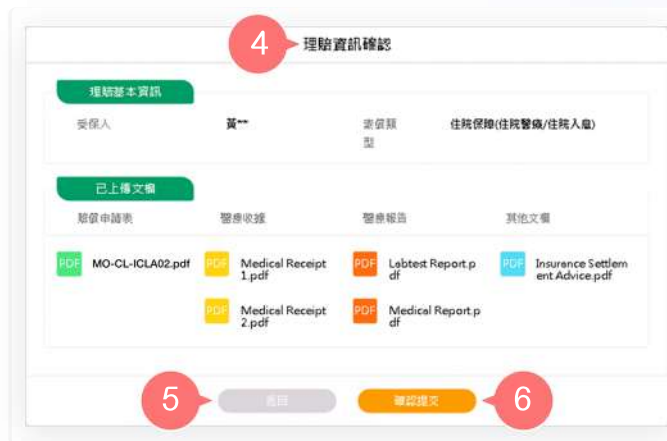 4
理賠資訊確認
理賠基本資訊
受保人
黃**
索償類
型
住院保障(住院醫療/住院入息)
已上傳文檔
賠償申請表
醫療收據
醫療報告
其他文檔
PDF
MO-CL-ICLA02.pdf
PDF
Medical Receipt
1.pdf
PDF
Labtest Report.p
df
PDF
Insurance Settlem
ent Advice.pdf
PDF
Medical Receipt
2.pdf
PDF
Medical Report.p
df
5
返回
確認提交
6